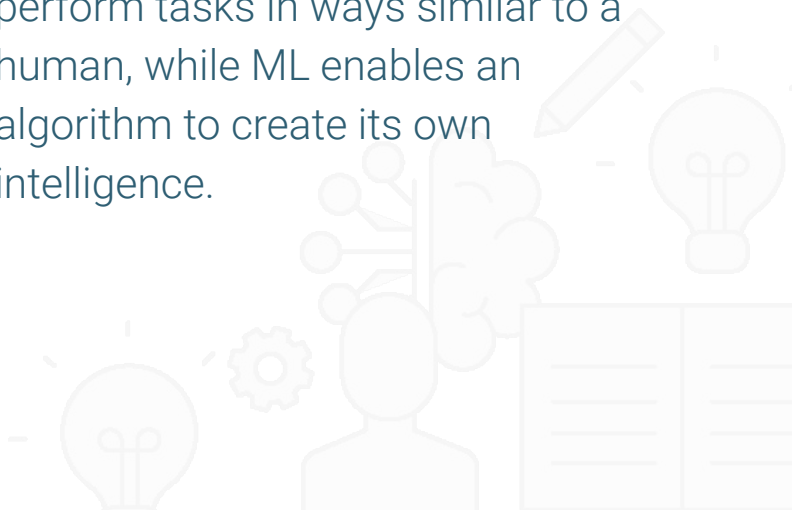 perform tasks in ways similar to a
human, while ML enables an
algorithm to create its own
intelligence.